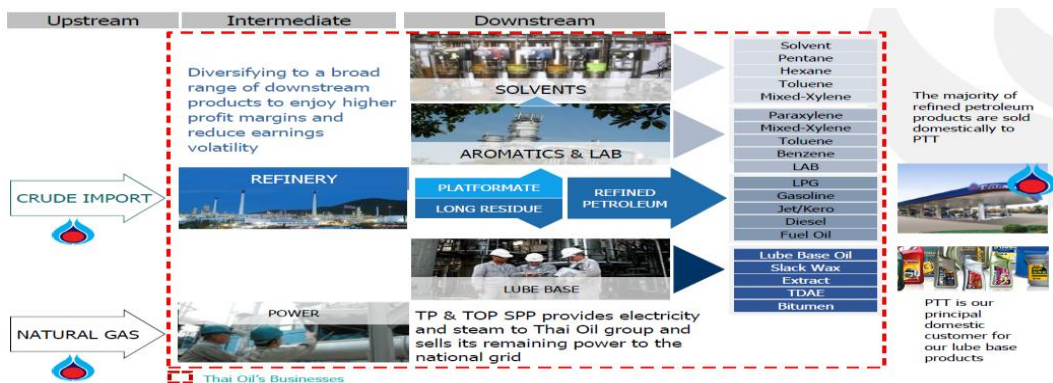 Upstream
Intermediate
Downstream
Diversifying to a broad
range of downstream
products to enjoy higher
profit margins and
reduce earnings
volatility
SOLVENTS
Solvent
Pentane
Hexane
Toluene
Mixed-Xylene
AROMATICS & LAB
Paraxylene
Mixed-Xylene
Toluene
Benzene
LAB
The majority of
refined petroleum
products are sold
domestically to
PTT
CRUDE IMPORT
REFINERY
PLATFORMATE
LONG RESIDUE
REFINED
PETROLEUM
LPG
Gasoline
Jet/Kero
Diesel
Fuel Oil
LUBE BASE
Lube Base Oil
Slack Wax
Extract
TDAE
Bitumen
NATURAL GAS
POWER
TP & TOP SPP provides electricity
and steam to Thai Oil group and
sells its remaining power to the
national grid
PTT is our
principal
domestic
customer for
our lube base
products
Thai Oil's Businesses